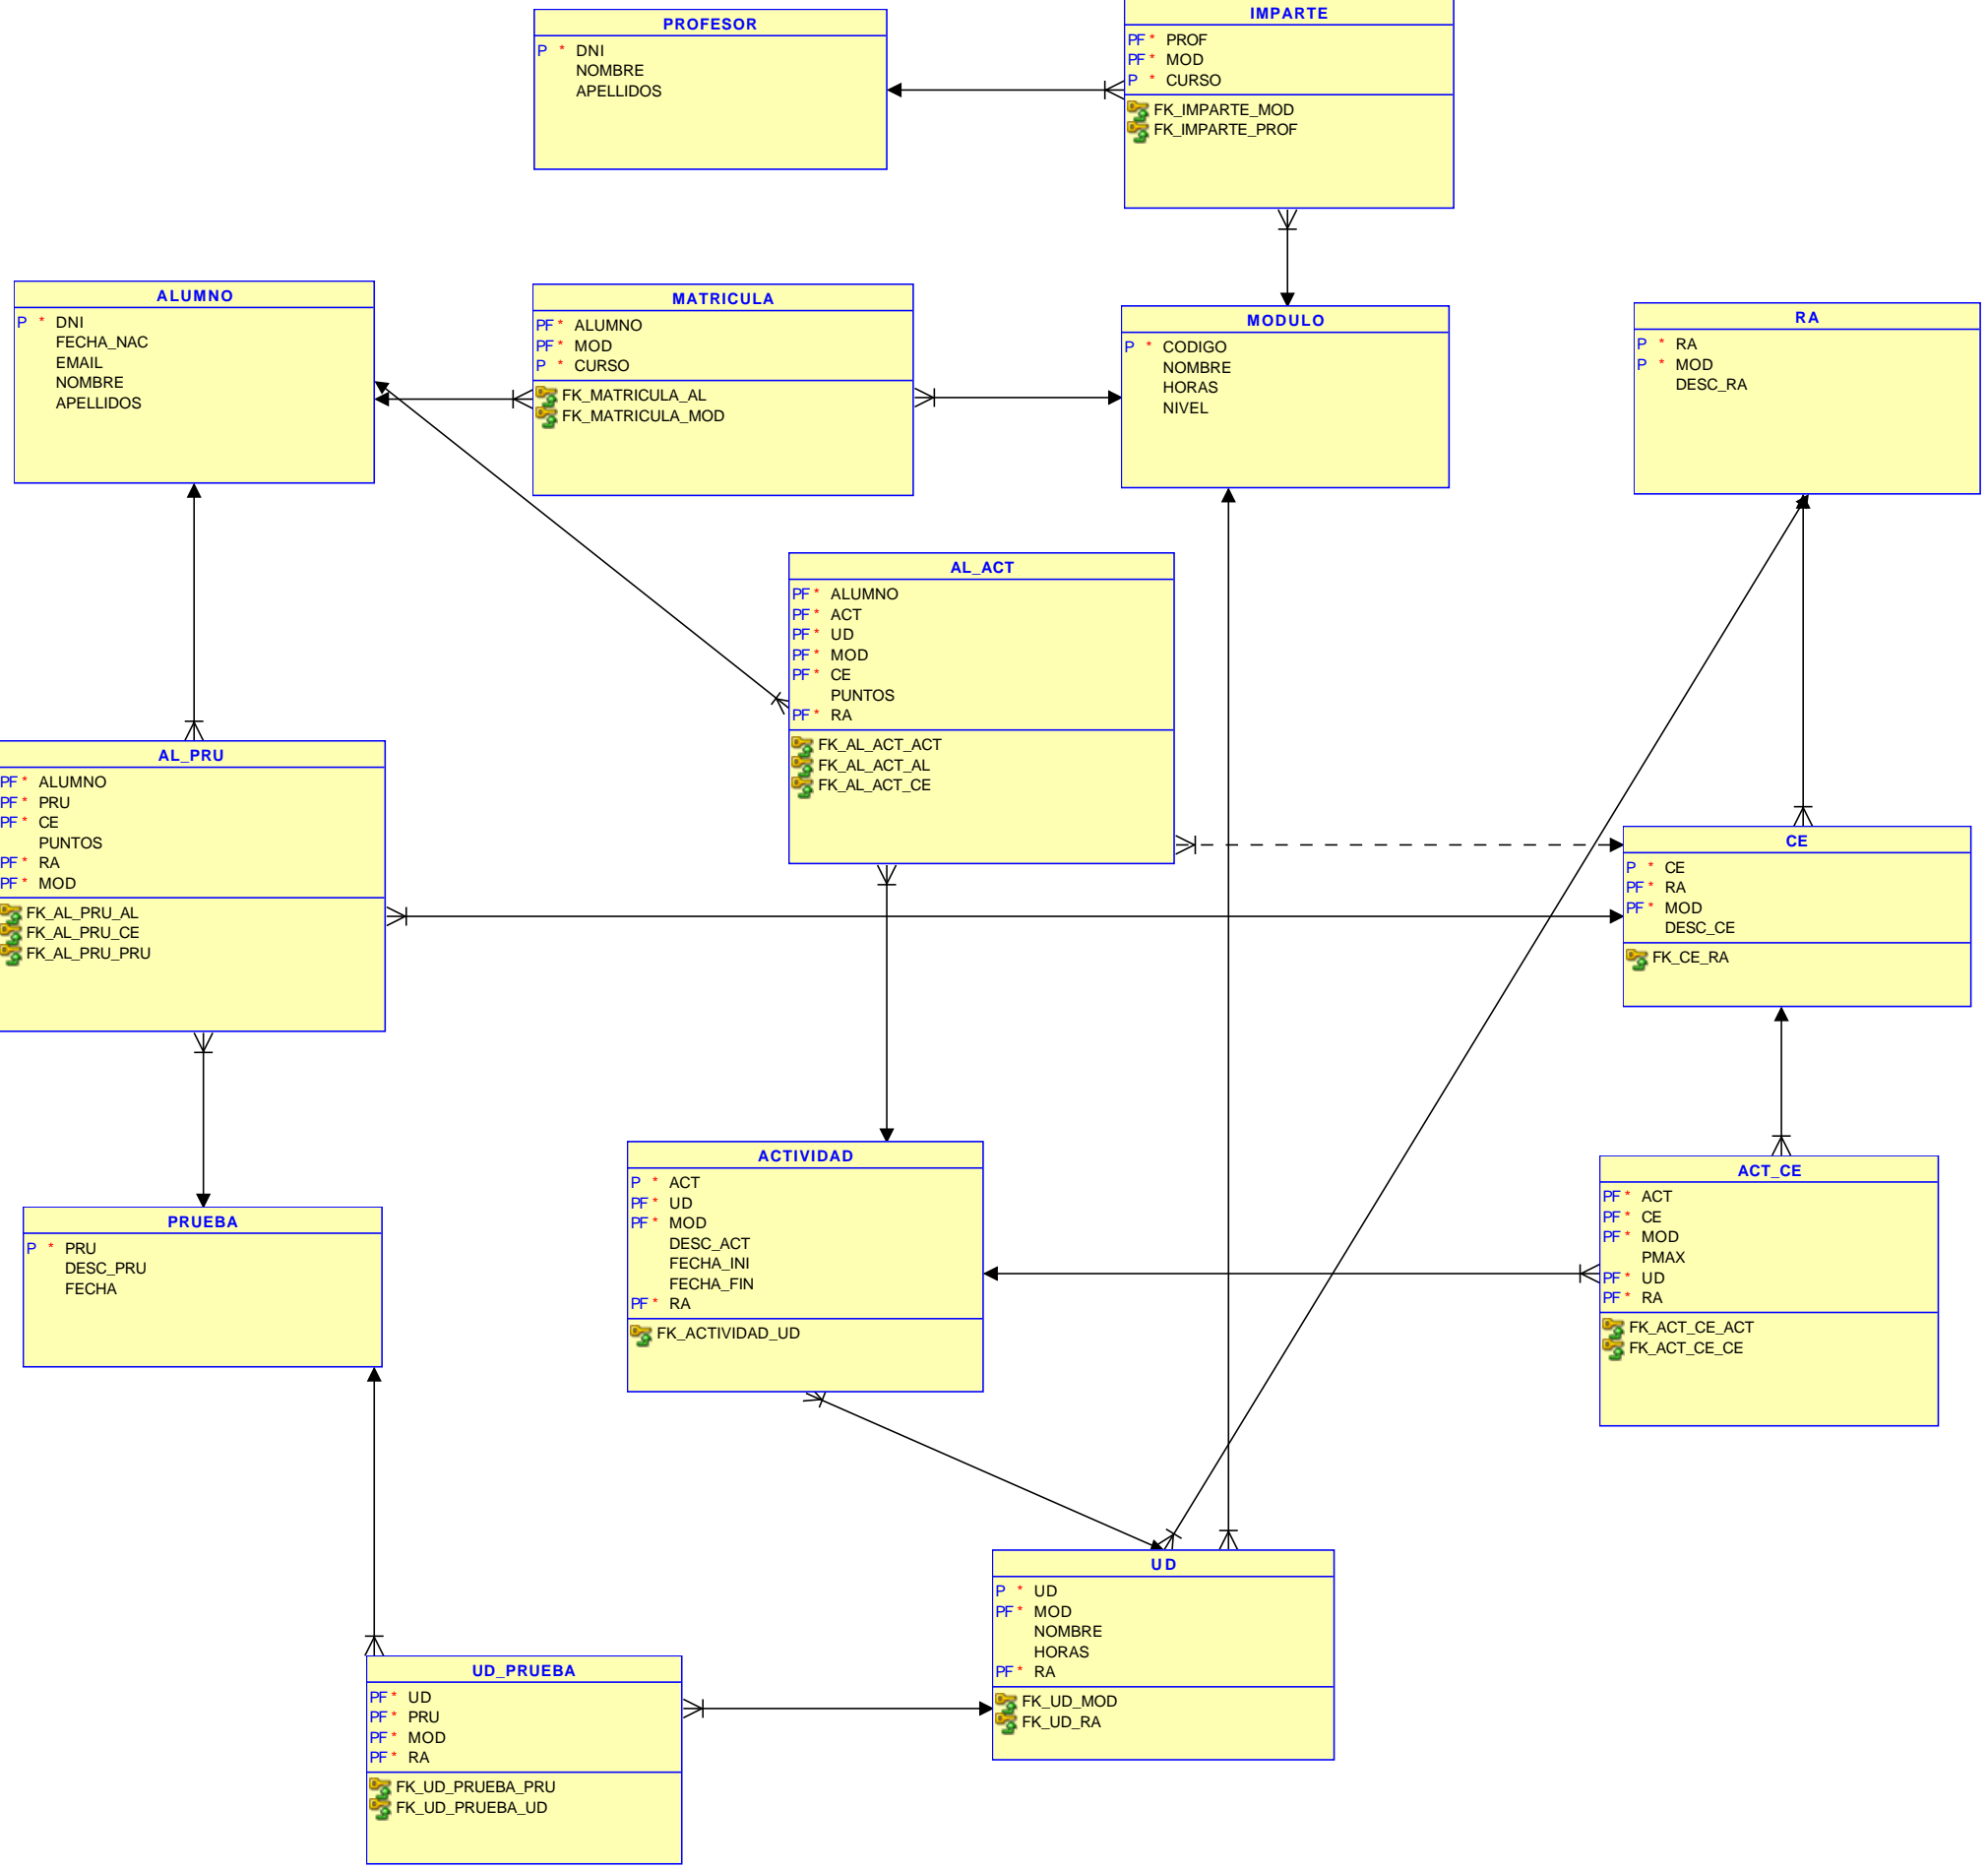 PROFESOR
P * DNI
NOMBRE
APELLIDOS
IMPARTE
PF * PROF
PF * MOD
P * CURSO
FK_IMPARTE_MOD
FK_IMPARTE_PROF
ALUMNO
P * DNI
FECHA_NAC
EMAIL
NOMBRE
APELLIDOS
MATRICULA
PF * ALUMNO
PF * MOD
P * CURSO
FK_MATRICULA_AL
FK_MATRICULA_MOD
MODULO
P * CODIGO
NOMBRE
HORAS
NIVEL
RA
P * RA
P * MOD
DESC_RA
AL_ACT
PF * ALUMNO
PF * ACT
PF * UD
PF * MOD
PF * CE
PUNTOS
PF * RA
FK_AL_ACT_ACT
FK_AL_ACT_AL
FK_AL_ACT_CE
AL_PRU
PF * ALUMNO
PF * PRU
PF * CE
PUNTOS
PF * RA
PF * MOD
FK_AL_PRU_AL
FK_AL_PRU_CE
FK_AL_PRU_PRU
CE
P * CE
PF * RA
PF * MOD
DESC_CE
FK_CE_RA
ACTIVIDAD
P * ACT
PF * UD
PF * MOD
DESC_ACT
FECHA_INI
FECHA_FIN
PF * RA
FK_ACTIVIDAD_UD
ACT_CE
PF * ACT
PF * CE
PF * MOD
PMAX
PF * UD
PF * RA
FK_ACT_CE_ACT
FK_ACT_CE_CE
PRUEBA
P * PRU
DESC_PRU
FECHA
UD
P * UD
PF * MOD
NOMBRE
HORAS
PF * RA
FK_UD_MOD
FK_UD_RA
UD_PRUEBA
PF * UD
PF * PRU
PF * MOD
PF * RA
FK_UD_PRUEBA_PRU
FK_UD_PRUEBA_UD